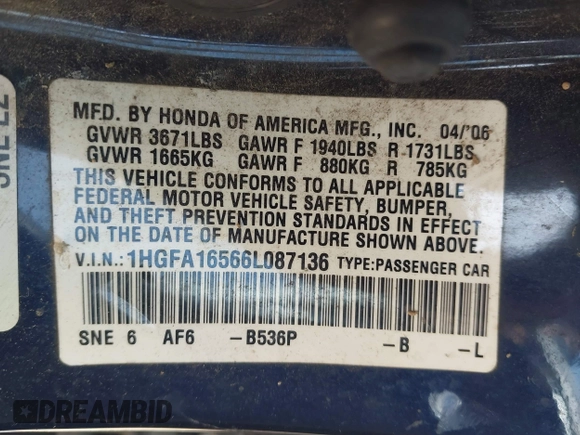 MFD. BY HONDA OF AMERICA MFG., INC. 04/'06
GVWR 3671LBS GAWR F 1940LBS R 1731LBS
GVWR 1665KG GAWR F 880KG R 785KG
THIS VEHICLE CONFORMS TO ALL APPLICABLE
FEDERAL MOTOR VEHICLE SAFETY, BUMPER,
AND THEFT PREVENTION STANDARDS IN EFFECT
ON THE DATE OF MANUFACTURE SHOWN ABOVE.
V.I.N.: 1HGFA16566L087136 TYPE:PASSENGER CAR
SNE 6 AF6 -B536P -B -L
DREAMBID